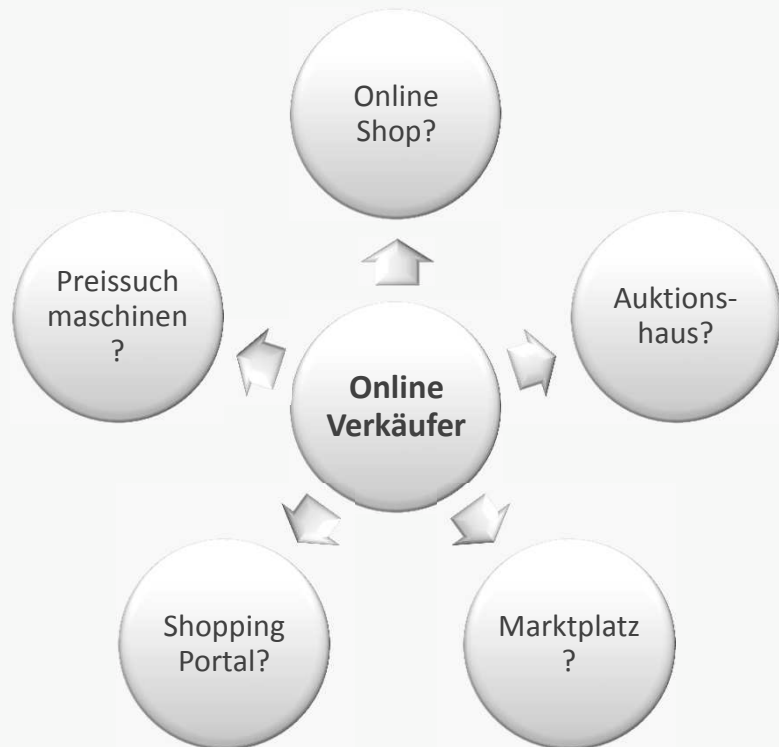 Online
Shop?
Preissuch
maschinen
?
Auktions-
haus?
Online
Verkäufer
Shopping
Portal?
Marktplatz
?